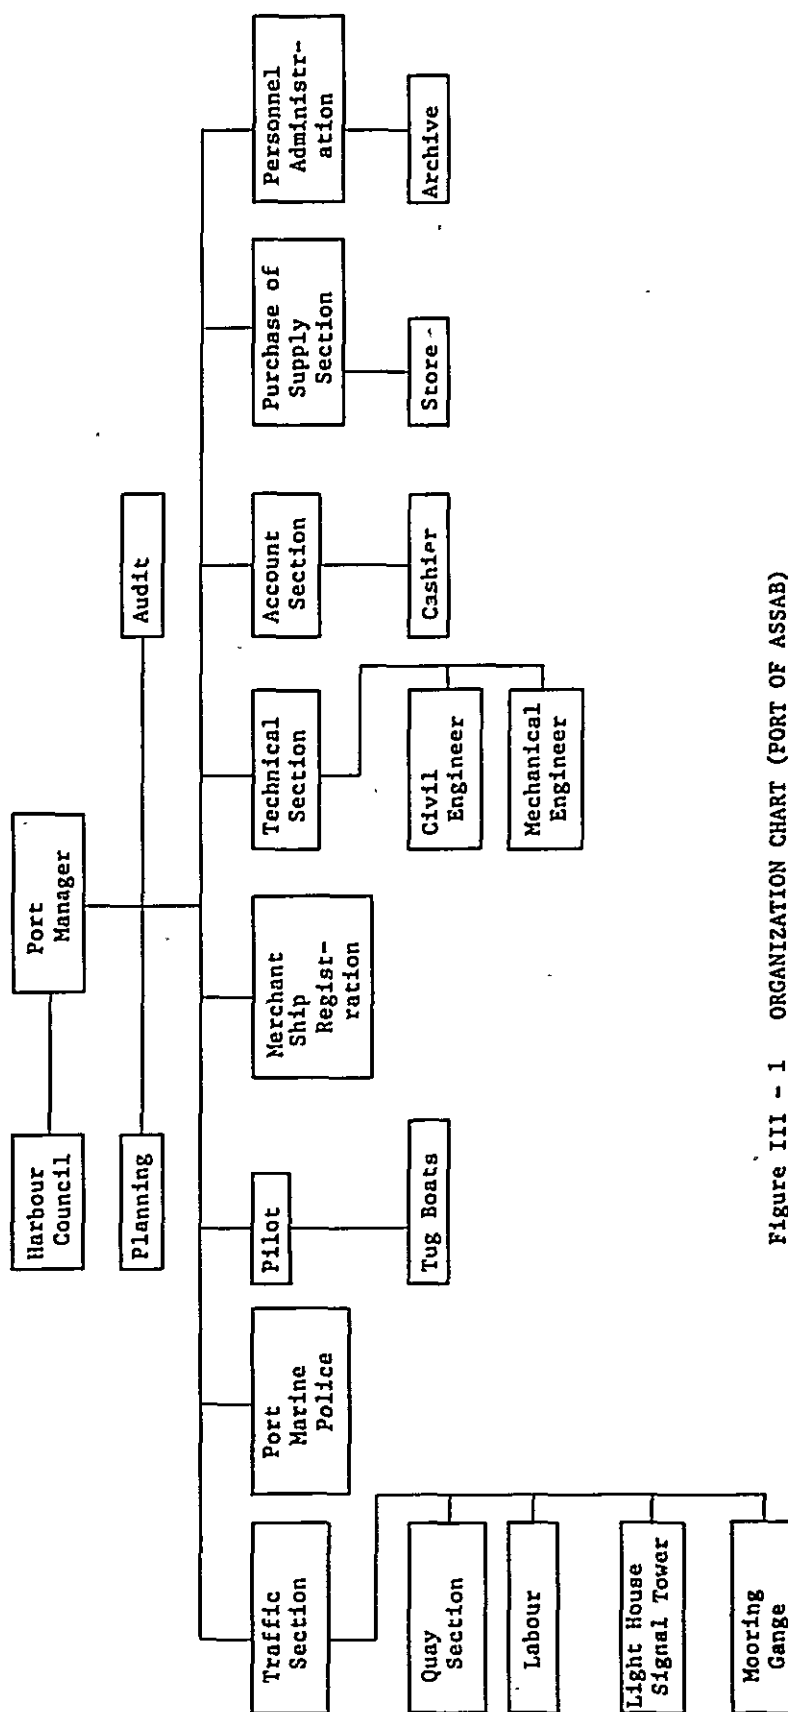 Port
Manager
Harbour
Council
Planning
Audit
Traffic
Section
Port
Marine
Police
Pilot
Merchant
Ship
Regist-
ration
Technical
Section
Account
Section
Purchase of
Supply
Section
Personnel
Administr-
ation
Quay
Section
Labour
Light House
Signal Tower
Mooring
Gange
Tug Boats
Civil
Engineer
Mechanical
Engineer
Cashier
Store
Archive
Figure III - 1 ORGANIZATION CHART (PORT OF ASSAB)